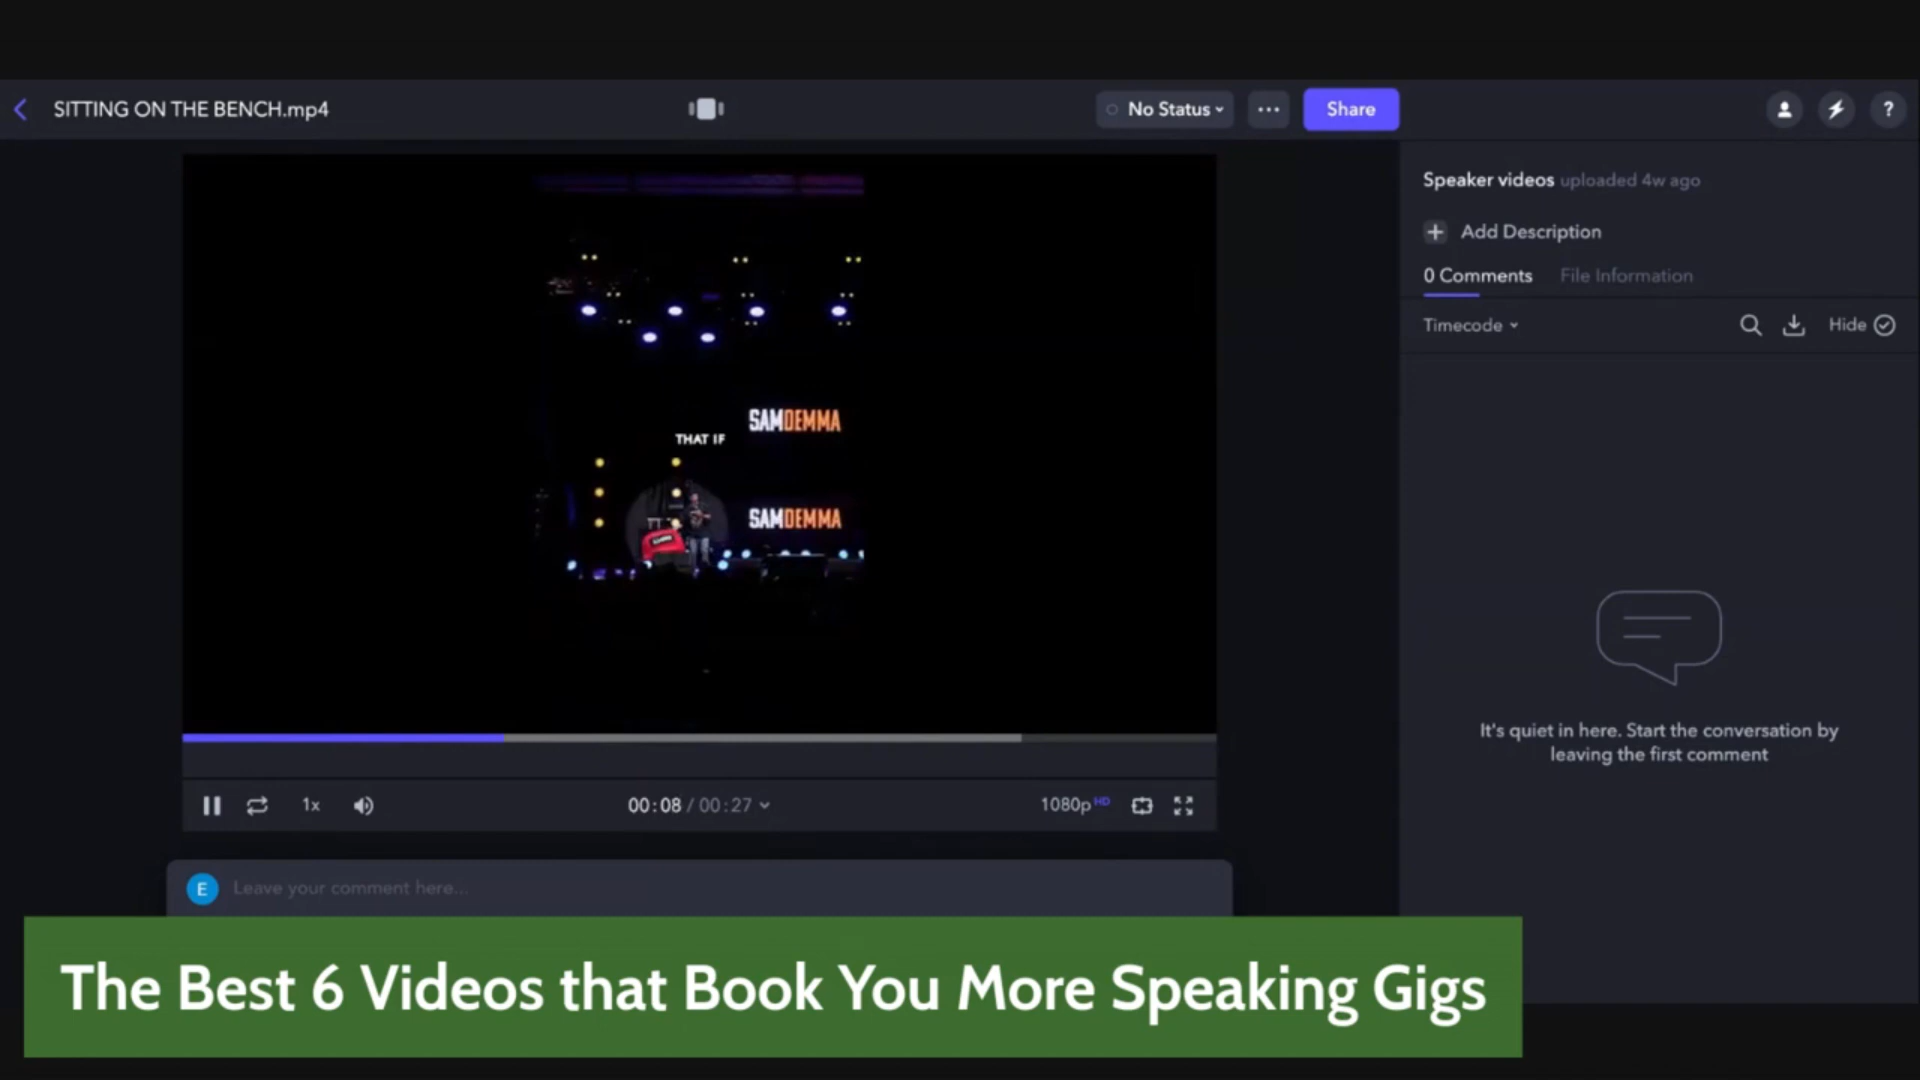 SITTING ON THE BENCH.mp4
No Status
Share
?
Speaker videos uploaded 4w ago
Add Description
0 Comments File Information
Timecode
Hide
SAMDEMMA
THAT IF
SAMDEMMA
It's quiet in here. Start the conversation by
leaving the first comment
1x
00:08 / 00:27
1080p HD
E
Leave your comment here...
The Best 6 Videos that Book You More Speaking Gigs